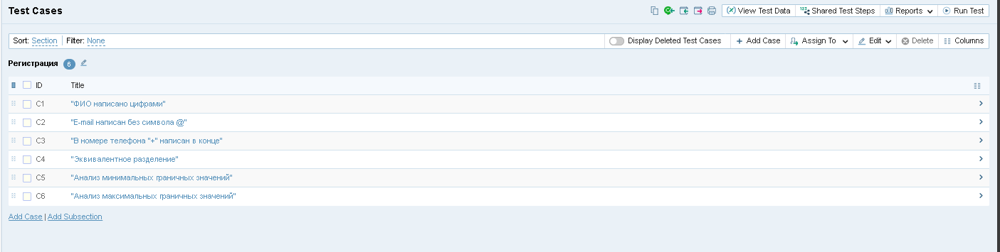 Test Cases
View Test Data
Shared Test Steps
Reports
Run Test
Sort: Section Filter: None
Display Deleted Test Cases
Add Case
Assign To
Edit
Delete
Columns
Регистрация 6
ID Title
C1 "ФИО написано цифрами"
C2 "E-mail написан без символа @"
C3 "В номере телефона "+" написан в конце"
C4 "Эквивалентное разделение"
C5 "Анализ минимальных граничных значений"
C6 "Анализ максимальных граничных значений"
Add Case | Add Subsection